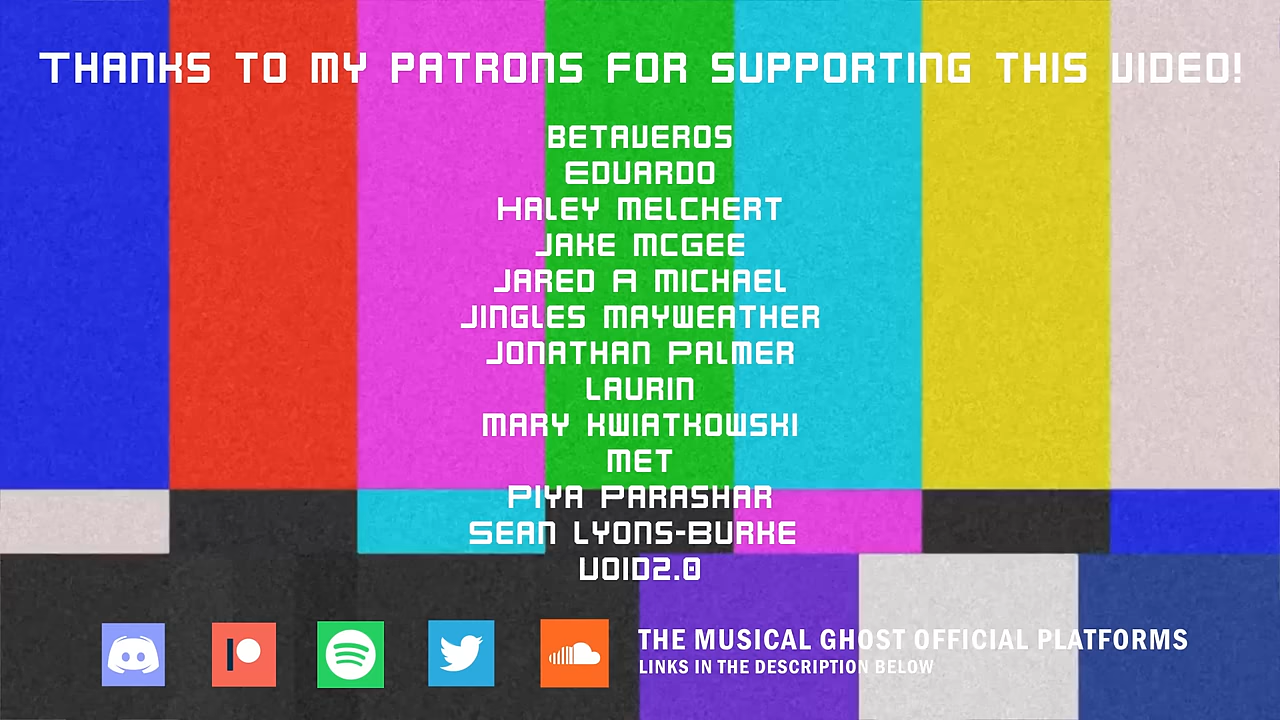 THANKS TO MY PATRONS FOR SUPPORTING THIS VIDEO!
BETAVEROS
EDUARDO
HALEY MELCHERT
JAKE MCGEE
JARED A MICHAEL
JINGLES MAYWEATHER
JONATHAN PALMER
LAURIN
MARY KWIATKOWSKI
MET
PIYA PARASHAR
SEAN LYONS-BURKE
VOID2.0
THE MUSICAL GHOST OFFICIAL PLATFORMS
LINKS IN THE DESCRIPTION BELOW